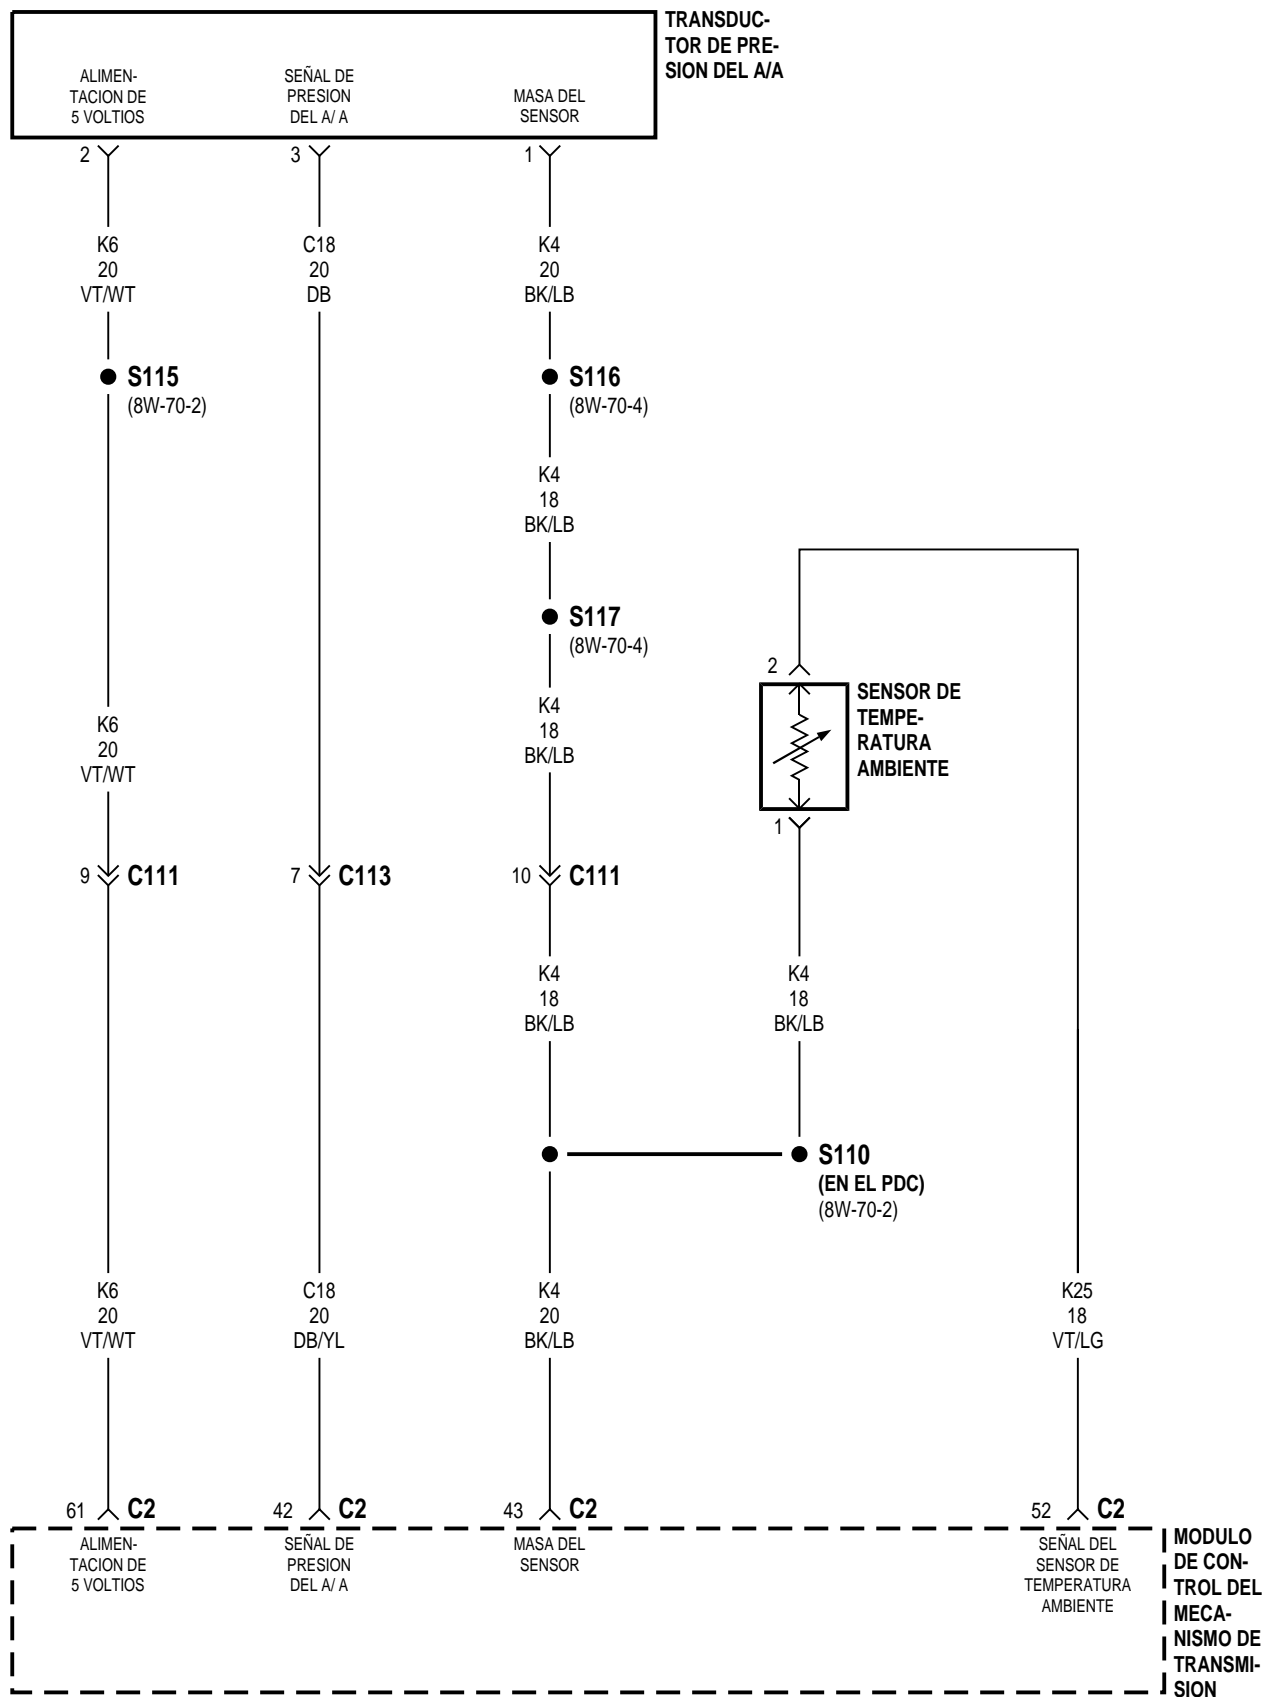 TRANSDUC-
TOR DE PRE-
SION DEL A/A
ALIMEN-
TACION DE
5 VOLTIOS
SEÑAL DE
PRESION
DEL A/ A
MASA DEL
SENSOR
2
3
1
K6
20
VT/WT
C18
20
DB
K4
20
BK/LB
S115
(8W-70-2)
S116
(8W-70-4)
K4
18
BK/LB
S117
(8W-70-4)
2
SENSOR DE
TEMPE-
RATURA
AMBIENTE
1
K6
20
VT/WT
K4
18
BK/LB
9 C111
7 C113
10 C111
K4
18
BK/LB
K4
18
BK/LB
S110
(EN EL PDC)
(8W-70-2)
K6
20
VT/WT
C18
20
DB/YL
K4
20
BK/LB
K25
18
VT/LG
61 C2
42 C2
43 C2
52 C2
ALIMEN-
TACION DE
5 VOLTIOS
SEÑAL DE
PRESION
DEL A/ A
MASA DEL
SENSOR
SEÑAL DEL
SENSOR DE
TEMPERATURA
AMBIENTE
MODULO
DE CON-
TROL DEL
MECA-
NISMO DE
TRANSMI-
SION